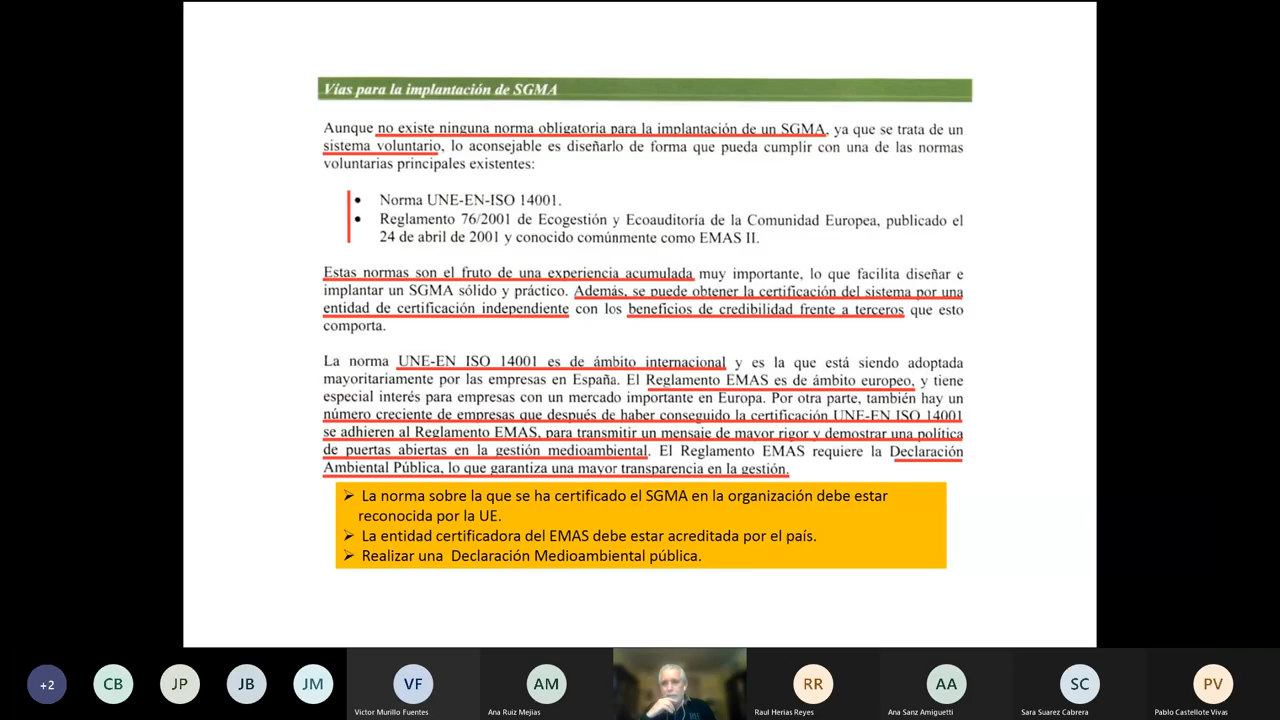 Vías para la implantación de SGMA
Aunque no existe ninguna norma obligatoria para la implantación de un SGMA, ya que se trata de un
sistema voluntario, lo aconsejable es diseñarlo de forma que pueda cumplir con una de las normas
voluntarias principales existentes:
• Norma UNE-EN-ISO 14001.
• Reglamento 76/2001 de Ecogestión y Ecoauditoría de la Comunidad Europea, publicado el
24 de abril de 2001 y conocido comúnmente como EMAS II.
Estas normas son el fruto de una experiencia acumulada muy importante, lo que facilita diseñar e
implantar un SGMA sólido y práctico. Además, se puede obtener la certificación del sistema por una
entidad de certificación independiente con los beneficios de credibilidad frente a terceros que esto
comporta.
La norma UNE-EN ISO 14001 es de ámbito internacional y es la que está siendo adoptada
mayoritariamente por las empresas en España. El Reglamento EMAS es de ámbito europeo, y tiene
especial interés para empresas con un mercado importante en Europa. Por otra parte, también hay un
número creciente de empresas que después de haber conseguido la certificación UNE-EN ISO 14001
se adhieren al Reglamento EMAS, para transmitir un mensaje de mayor rigor y demostrar una política
de puertas abiertas en la gestión medioambiental. El Reglamento EMAS requiere la Declaración
Ambiental Pública, lo que garantiza una mayor transparencia en la gestión.
➢ La norma sobre la que se ha certificado el SGMA en la organización debe estar
reconocida por la UE.
➢ La entidad certificadora del EMAS debe estar acreditada por el país.
➢ Realizar una Declaración Medioambiental pública.
+2
CB
JP
JB
JM
VF
AM
RR
AA
SC
PV
Victor Murillo Fuentes
Ana Ruiz Mejias
Raul Herias Reyes
Ana Sanz Amiguetti
Sara Suarez Cabrera
Pablo Castellote Vivas